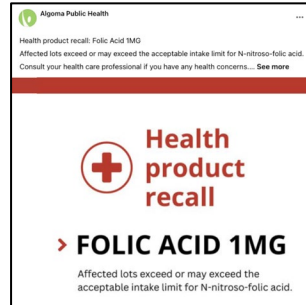 Algoma Public Health
Health product recall: Folic Acid 1MG
Affected lots exceed or may exceed the acceptable intake limit for N-nitroso-folic acid.
Consult your health care professional if you have any health concerns.... See more
Health
product
recall
> FOLIC ACID 1MG
Affected lots exceed or may exceed the
acceptable intake limit for N-nitroso-folic acid.